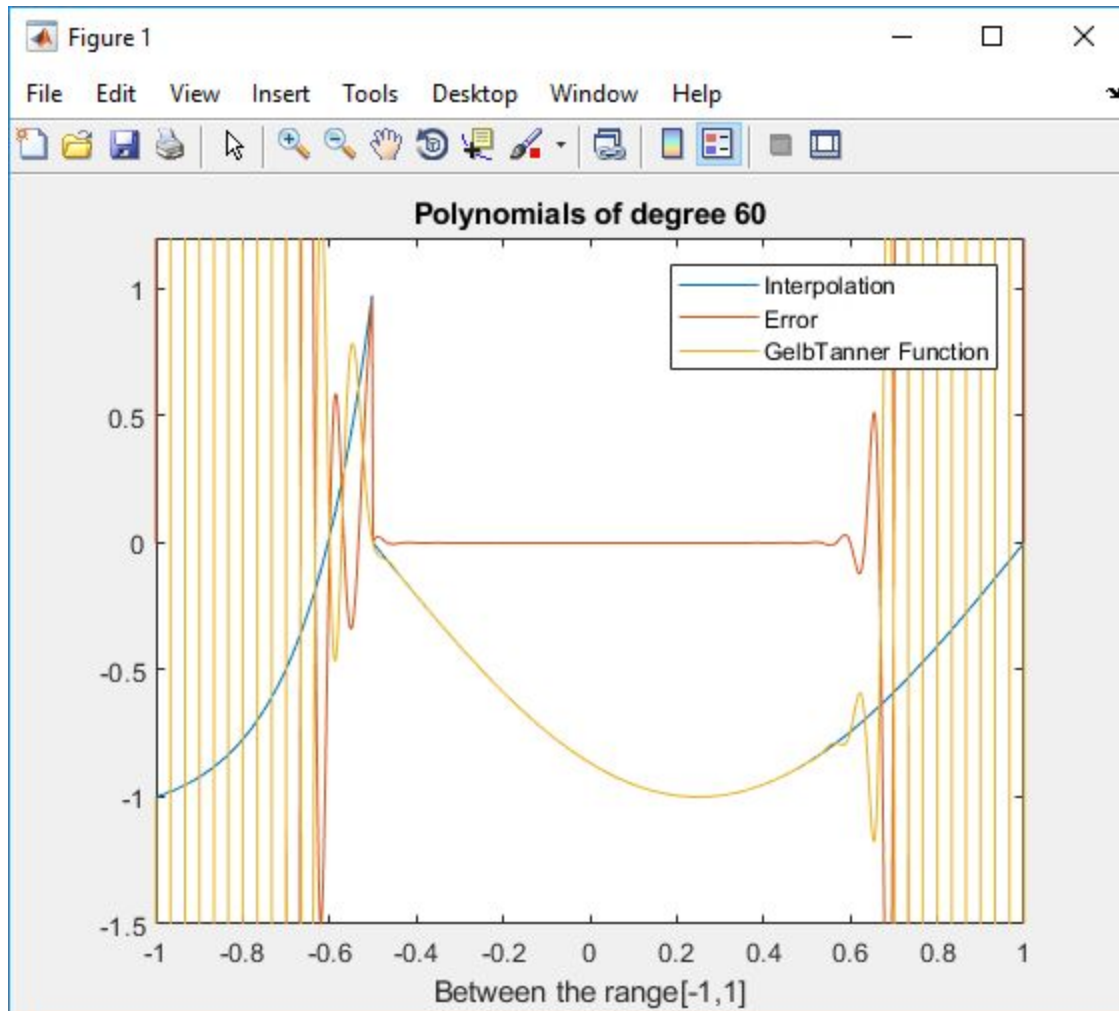 Figure 1
File Edit View Insert Tools Desktop Window Help
Polynomials of degree 60
Interpolation
Error
GelbTanner Function
1
0.5
0
-0.5
-1
-1.5
-1 -0.8 -0.6 -0.4 -0.2 0 0.2 0.4 0.6 0.8 1
Between the range[-1,1]